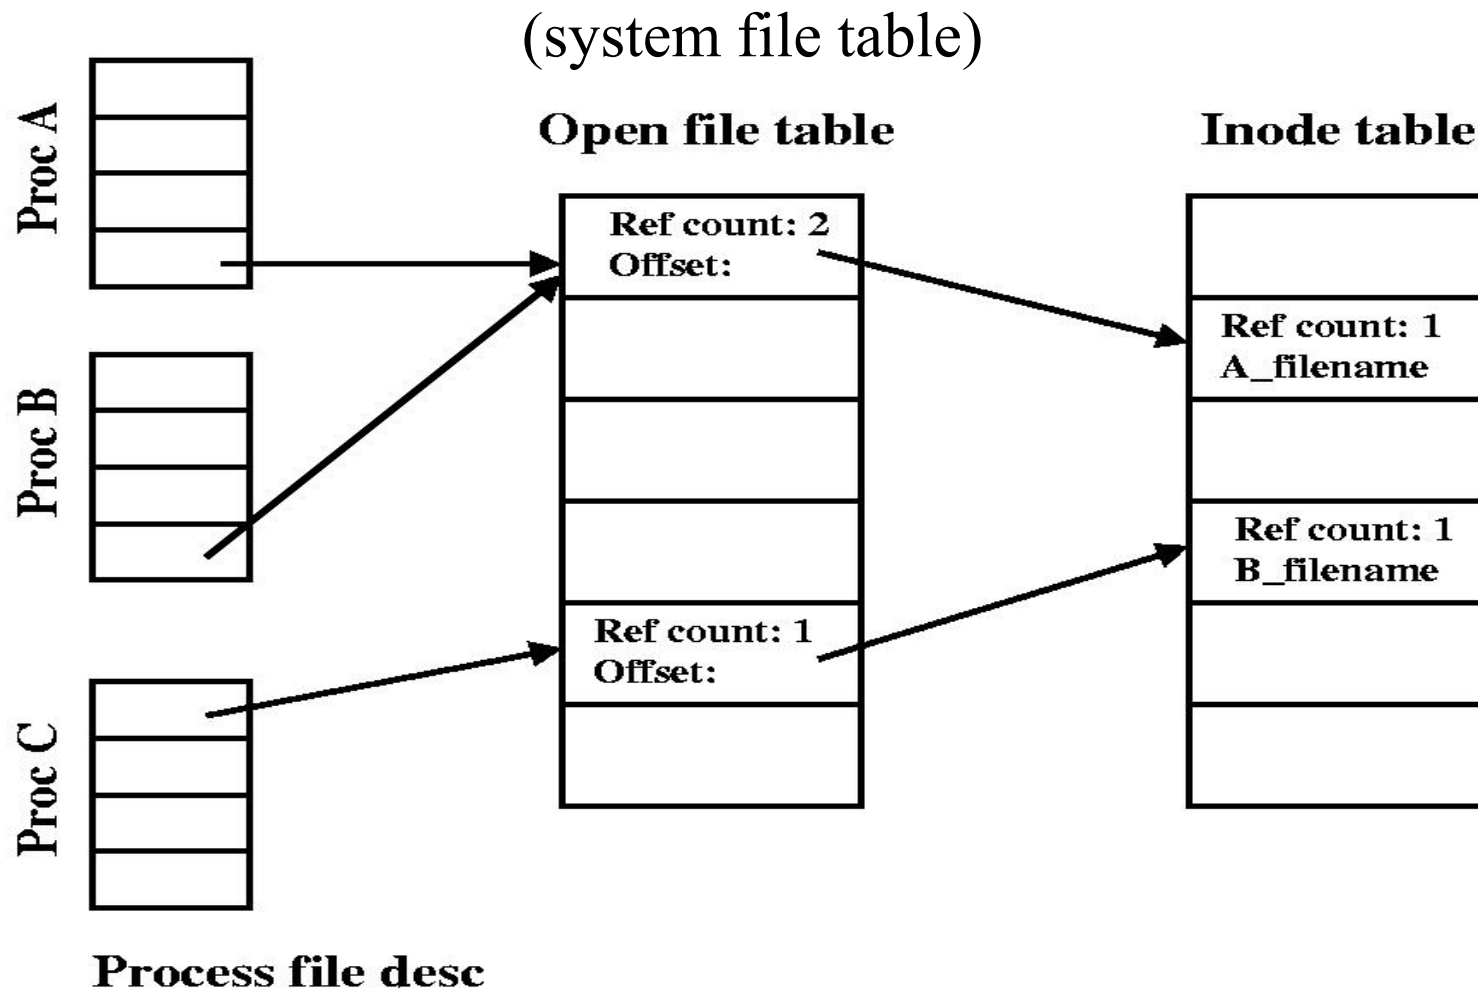 (system file table)
Open file table
Inode table
Proc A
Ref count: 2
Offset:
Ref count: 1
A_filename
Proc B
Ref count: 1
B_filename
Ref count: 1
Offset:
Proc C
Process file desc